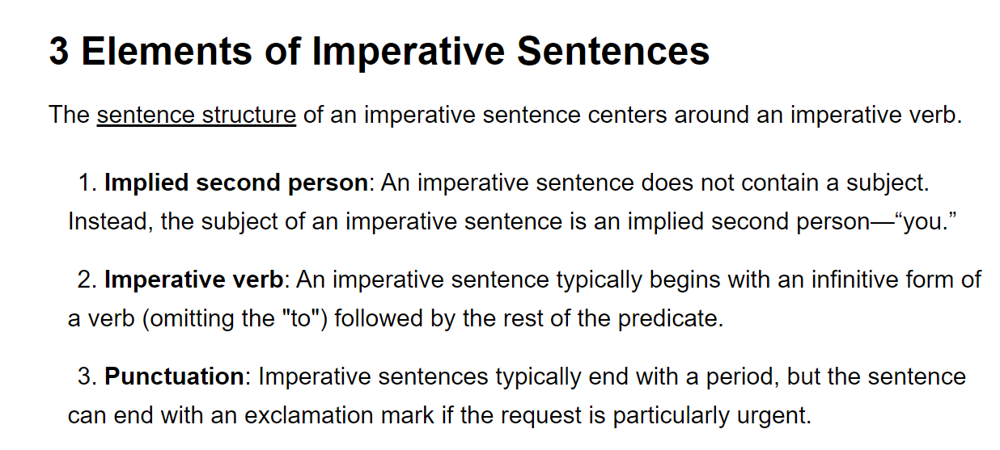 3 Elements of Imperative Sentences
The sentence structure of an imperative sentence centers around an imperative verb.
1. Implied second person: An imperative sentence does not contain a subject.
Instead, the subject of an imperative sentence is an implied second person—“you.”
2. Imperative verb: An imperative sentence typically begins with an infinitive form of
a verb (omitting the "to") followed by the rest of the predicate.
3. Punctuation: Imperative sentences typically end with a period, but the sentence
can end with an exclamation mark if the request is particularly urgent.